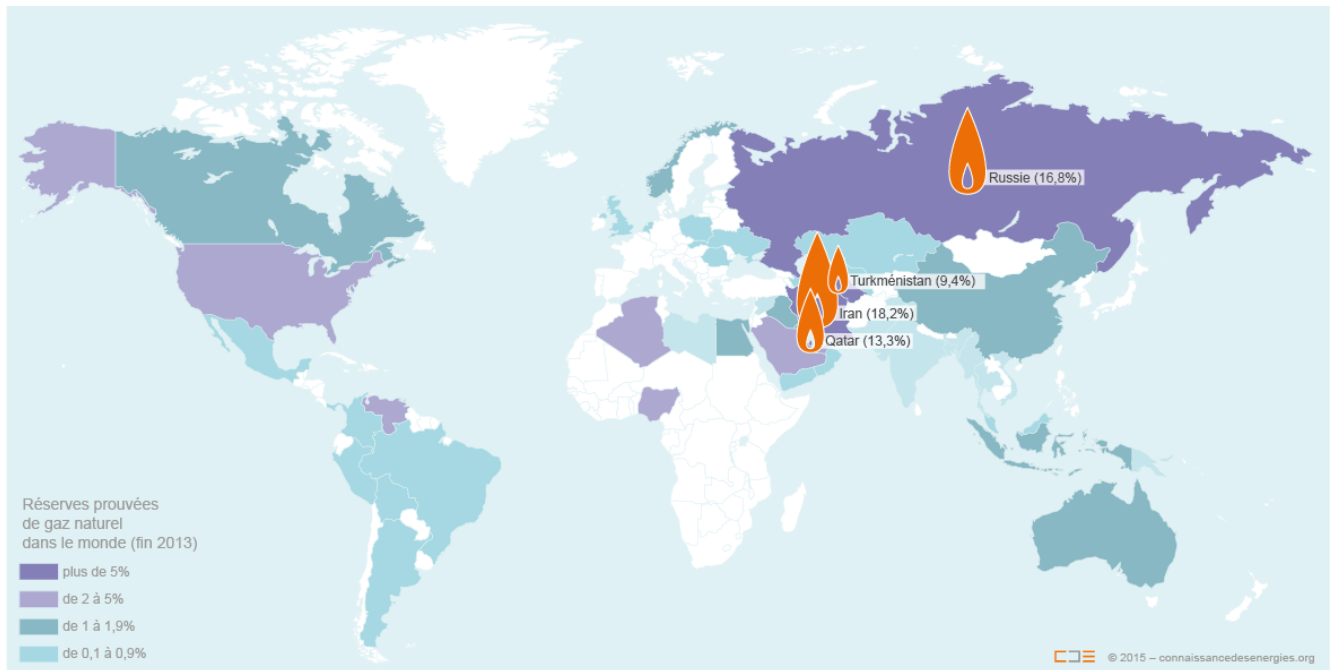 Russie (16,8%)
Turkménistan (9,4%)
Iran (18,2%)
Qatar (13,3%)
Réserves prouvées
de gaz naturel
dans le monde (fin 2013)
plus de 5%
de 2 à 5%
de 1 à 1,9%
de 0,1 à 0,9%
© 2015 – connaissancedesenergies.org